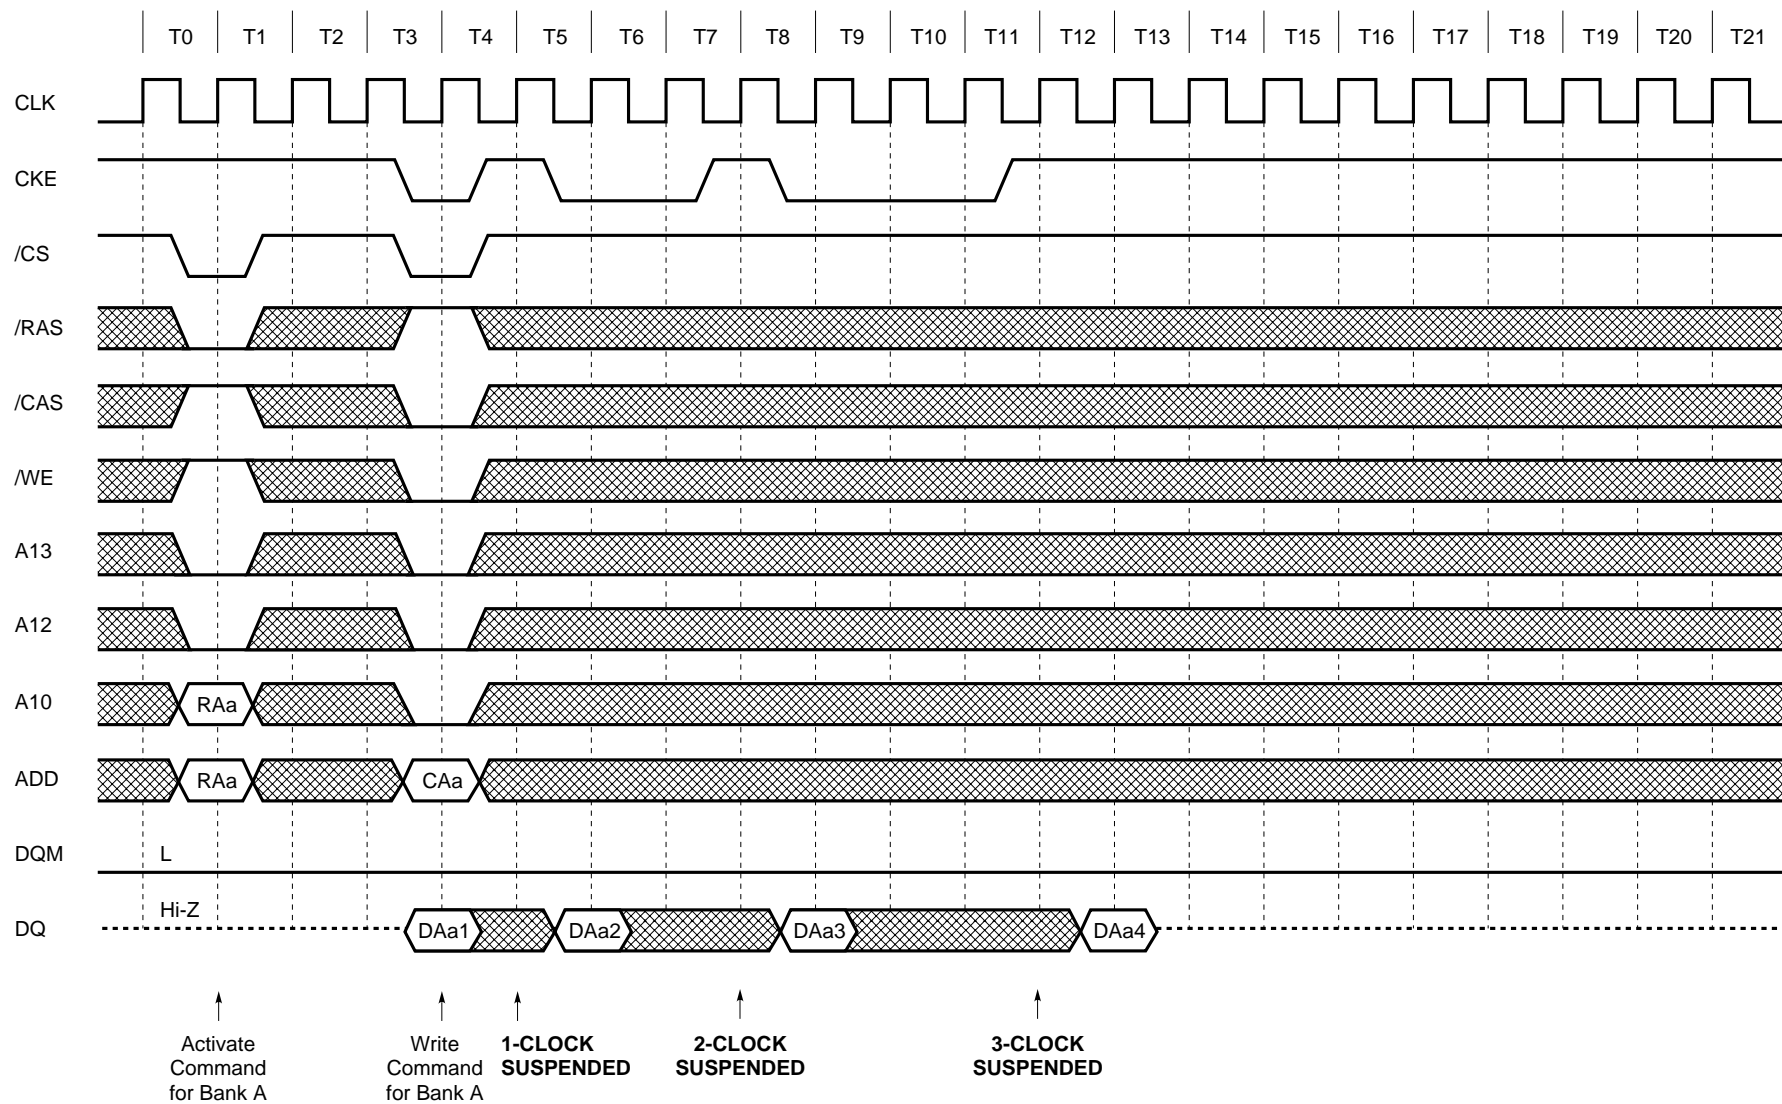 T0 T1 T2 T3 T4 T5 T6 T7 T8 T9 T10 T11 T12 T13 T14 T15 T16 T17 T18 T19 T20 T21
CLK
CKE
/CS
/RAS
/CAS
/WE
A13
A12
A10 RAa
ADD RAa CAa
DQM L
Hi-Z
DQ DAa1 DAa2 DAa3 DAa4
Activate
Command
for Bank A
Write
Command
for Bank A
1-CLOCK
SUSPENDED
2-CLOCK
SUSPENDED
3-CLOCK
SUSPENDED